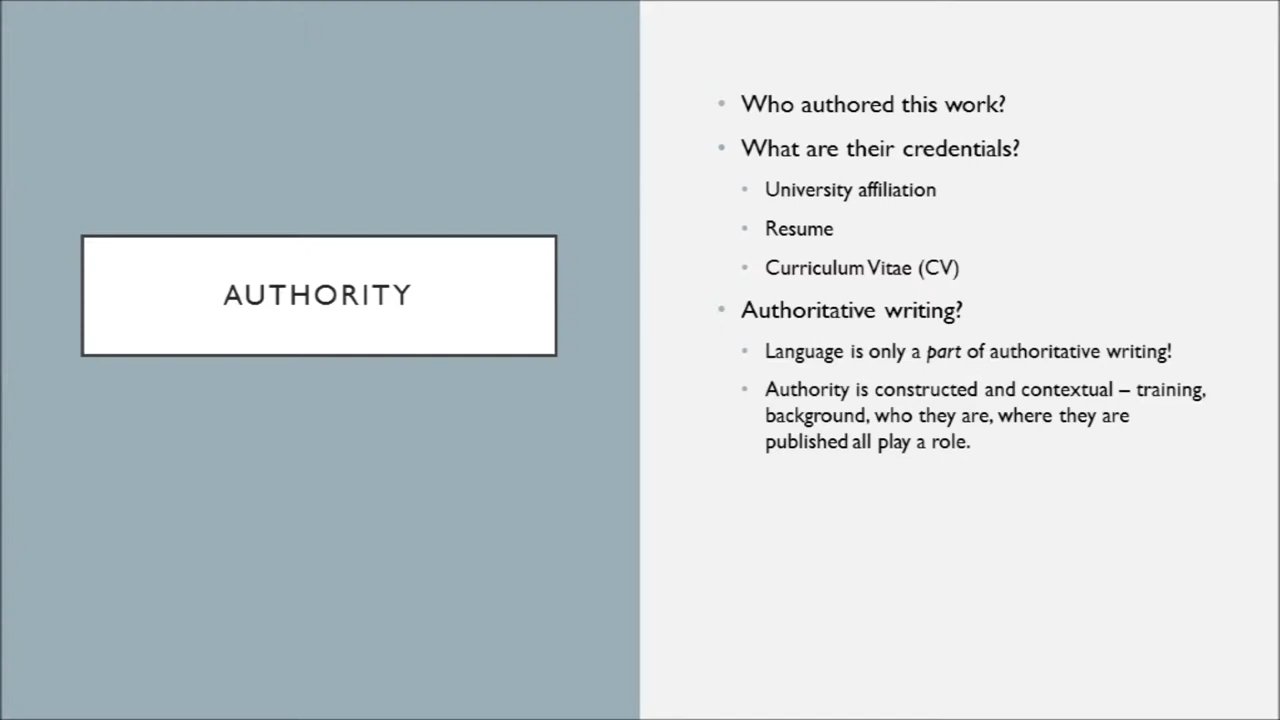 AUTHORITY
• Who authored this work?
• What are their credentials?
• University affiliation
• Resume
• Curriculum Vitae (CV)
• Authoritative writing?
• Language is only a part of authoritative writing!
• Authority is constructed and contextual – training,
background, who they are, where they are
published all play a role.